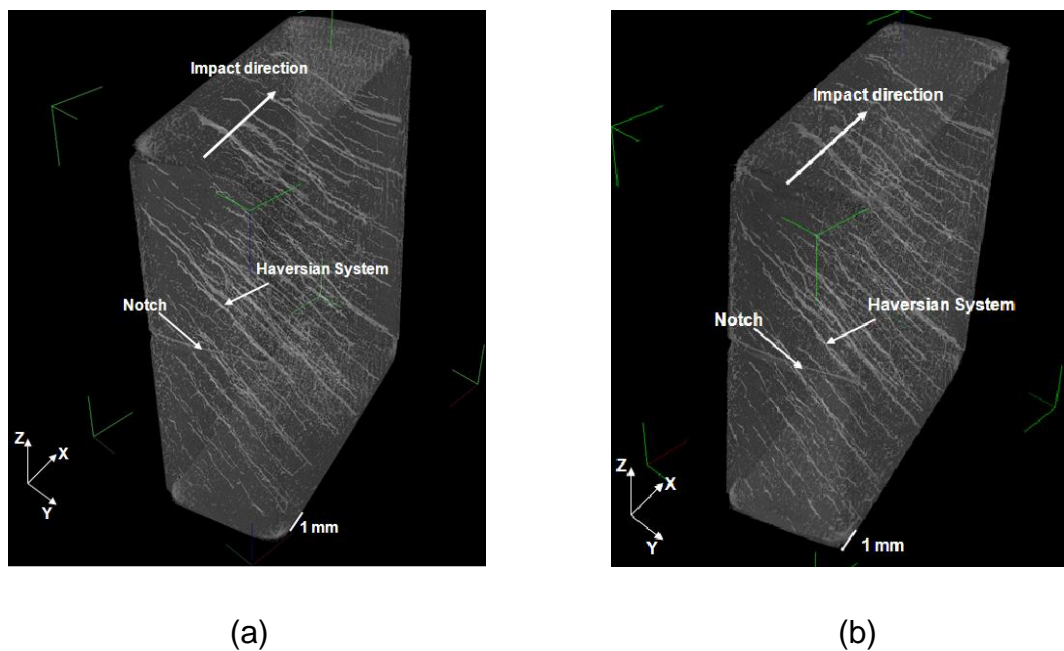 Impact direction
Haversian System
Notch
Z
X
Y
1 mm
(a)
Impact direction
Haversian System
Notch
Z
X
Y
1 mm
(b)